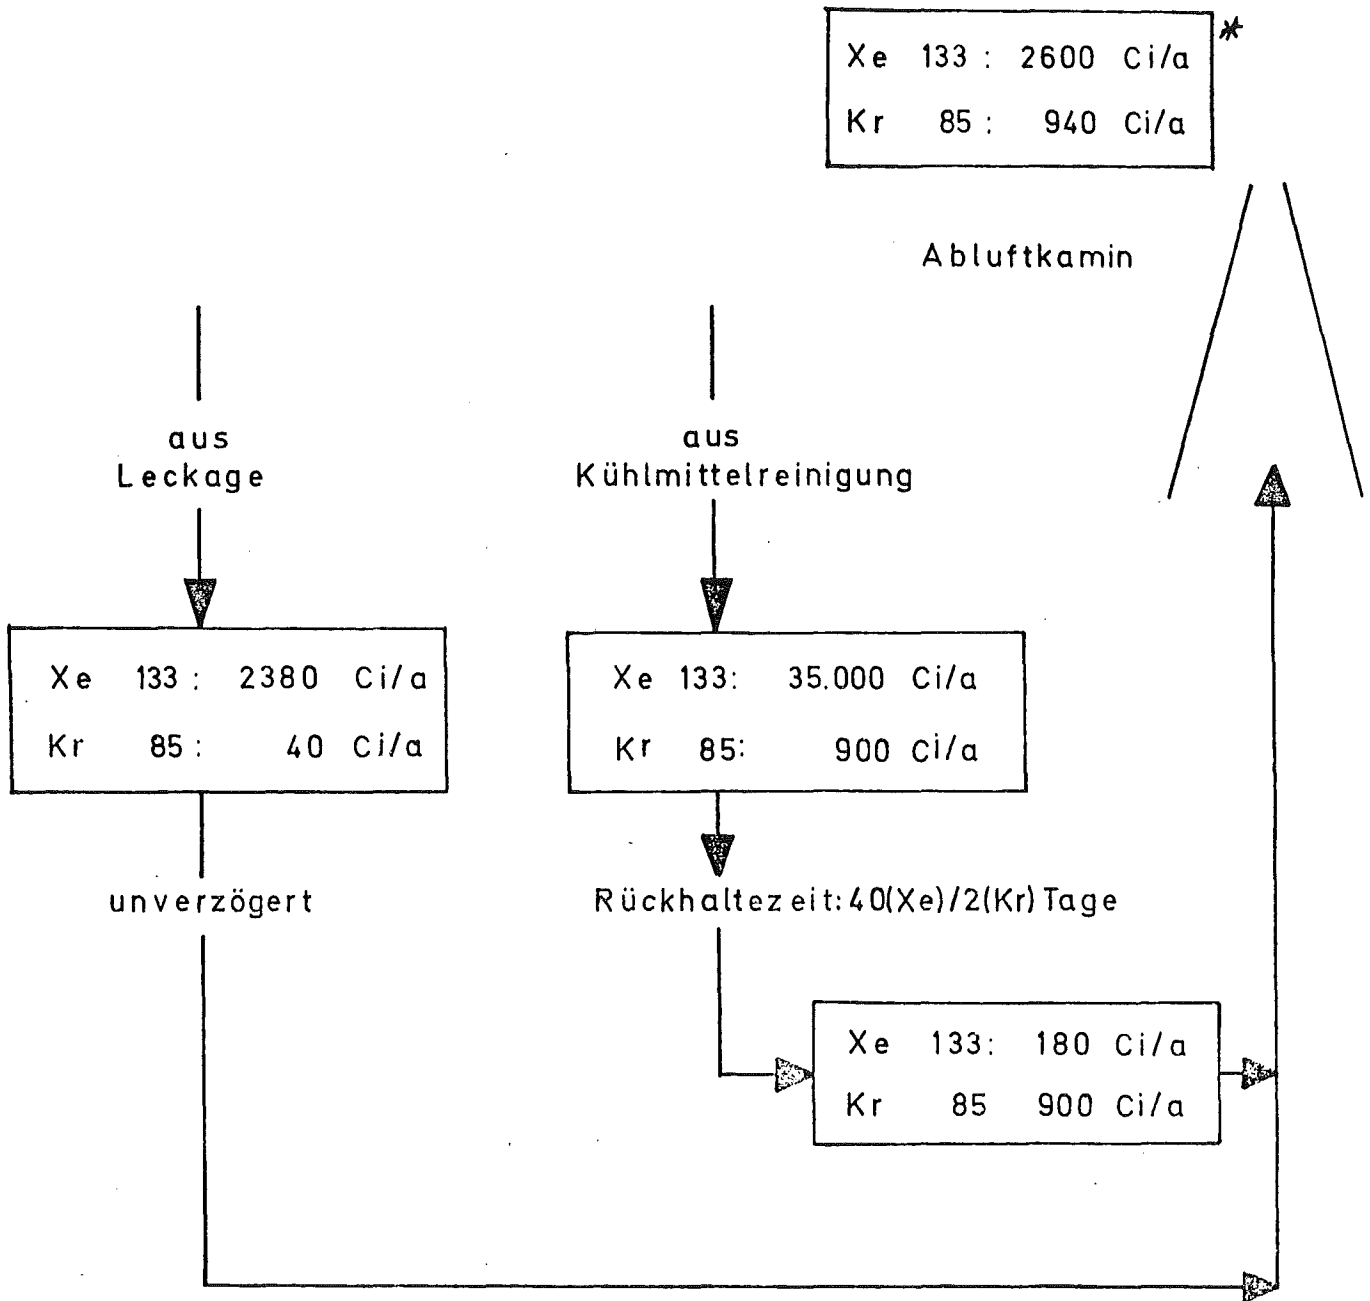 Xe 133 : 2600 Ci/a *
Kr 85 : 940 Ci/a
Abluftkamin
aus
Leckage
aus
Kühlmittelreinigung
Xe 133 : 2380 Ci/a
Kr 85 : 40 Ci/a
Xe 133: 35.000 Ci/a
Kr 85: 900 Ci/a
unverzögert
Rückhaltezeit: 40(Xe)/2(Kr) Tage
Xe 133: 180 Ci/a
Kr 85 900 Ci/a